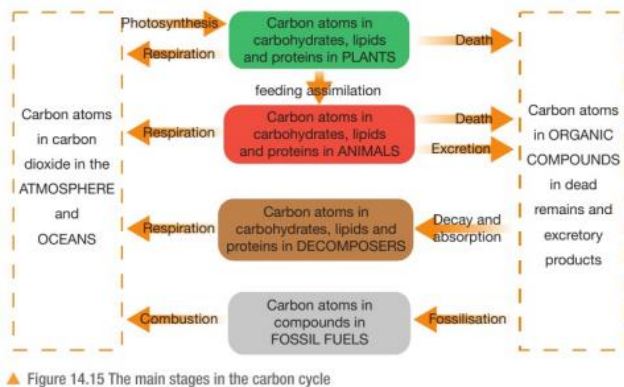 Photosynthesis
Respiration
Carbon atoms in
carbohydrates, lipids
and proteins in PLANTS
Death
feeding assimilation
Carbon atoms
in carbon
dioxide in the
ATMOSPHERE
and
OCEANS
Respiration
Carbon atoms in
carbohydrates, lipids
and proteins in ANIMALS
Death
Excretion
Carbon atoms
in ORGANIC
COMPOUNDS
in dead
remains and
excretory
products
Respiration
Carbon atoms in
carbohydrates, lipids and
proteins in DECOMPOSERS
Decay and
absorption
Combustion
Carbon atoms in
compounds in
FOSSIL FUELS
Fossilisation
▲ Figure 14.15 The main stages in the carbon cycle